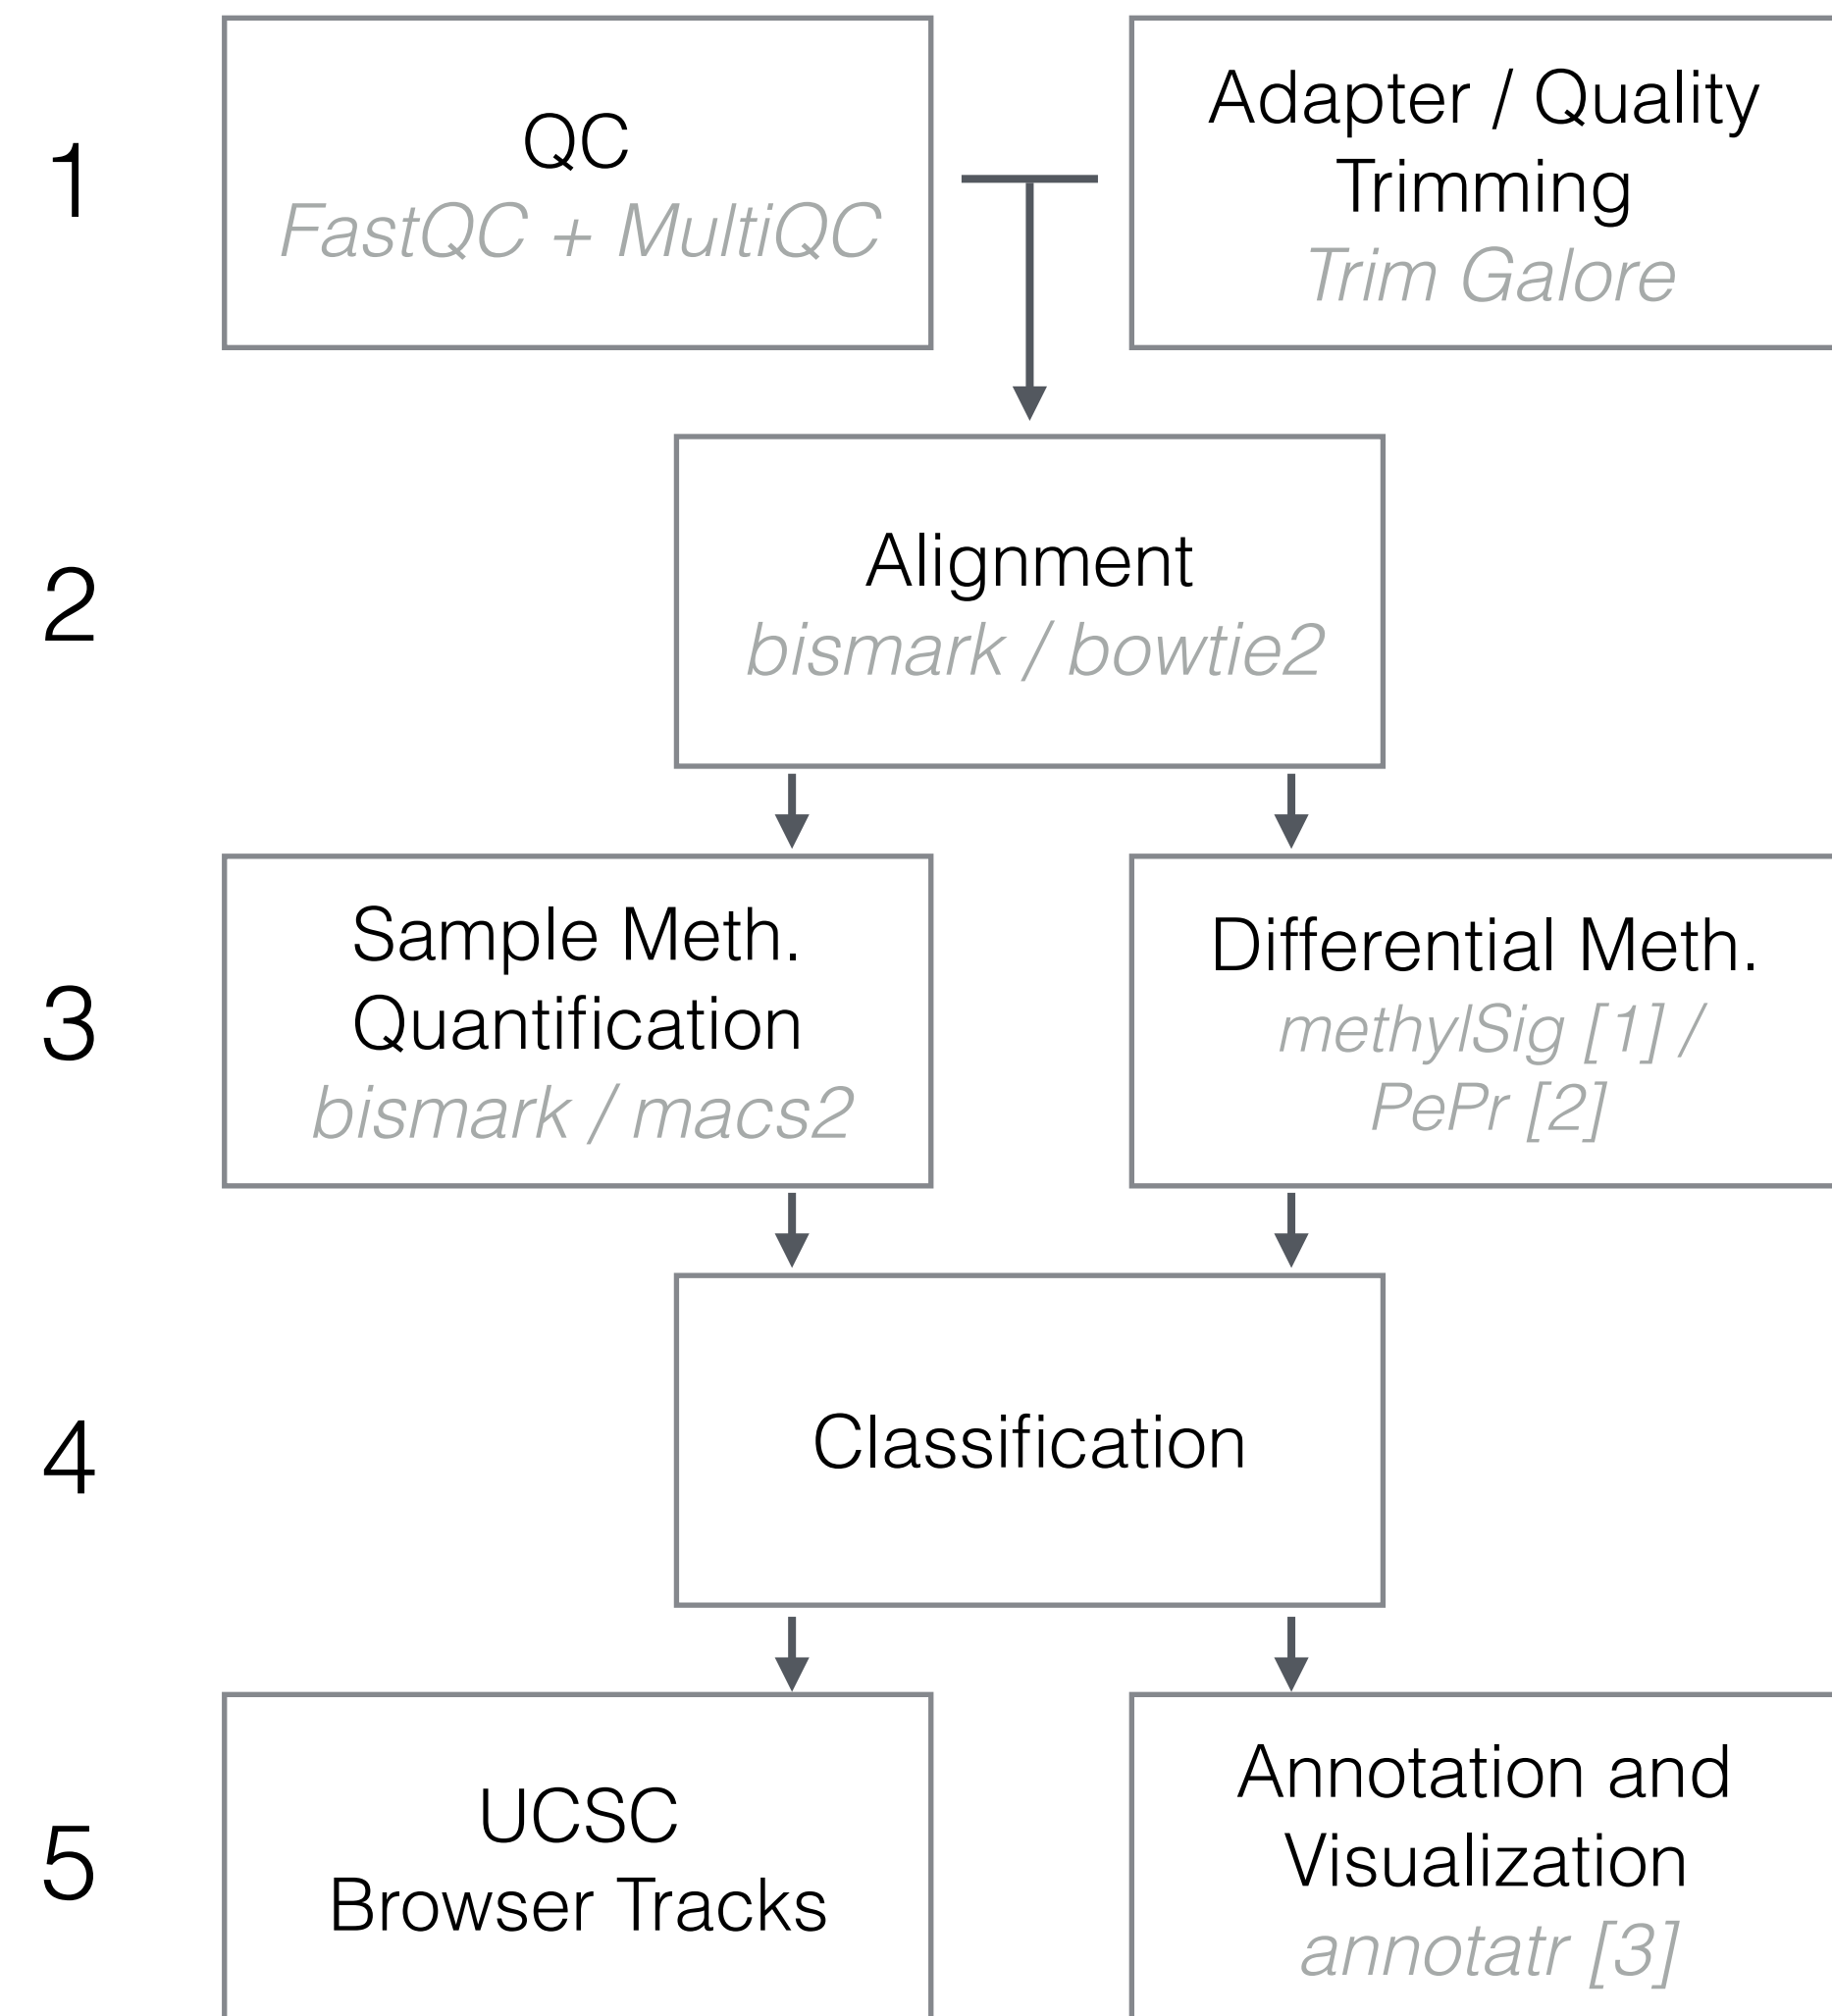 1
QC
FastQC + MultiQC
Adapter / Quality
Trimming
Trim Galore
2
Alignment
bismark / bowtie2
3
Sample Meth.
Quantification
bismark / macs2
Differential Meth.
methylSig [1] /
PePr [2]
4
Classification
5
UCSC
Browser Tracks
Annotation and
Visualization
annotatr [3]